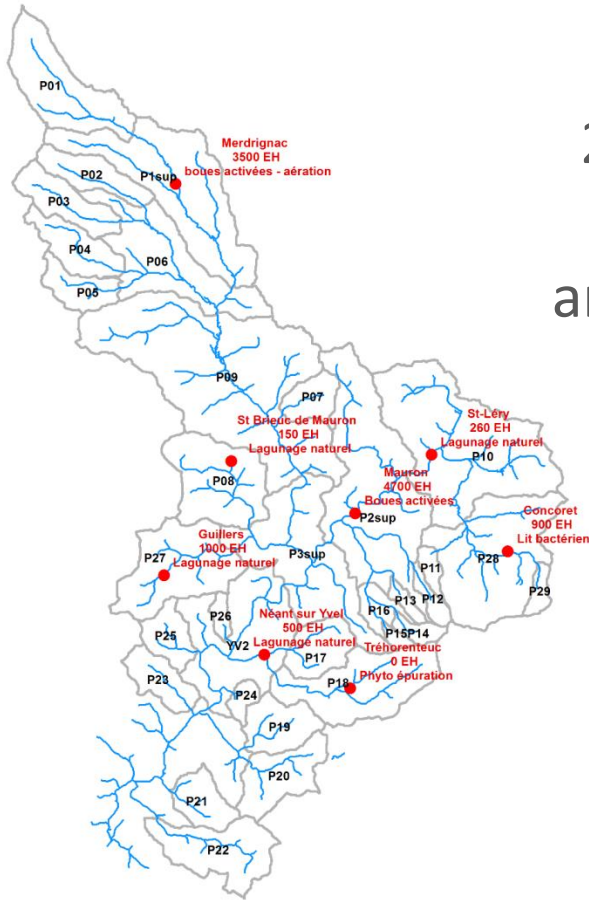 P01
2
Merdrignac
3500 EH
boues activées - aération
P02
P1sup
P03
P04
P06
ar
P05
P09
P07
St Brieuc de Mauron
150 EH
Lagunage naturel
St-Léry
260 EH
Lagunage naturel
P10
P08
Mauron
4700 EH
Boues activées
P2sup
Concoret
900 EH
Lit bactérien
Guillers
1000 EH
Lagunage naturel
P27
P3sup
P28
P11
P29
P13
P12
P16
P15
P14
P26
P25
YV2
Néant sur Yvel
500 EH
Lagunage naturel
P17
Tréhorenteuc
0 EH
Phyto épuration
P18
P23
P24
P19
P20
P21
P22